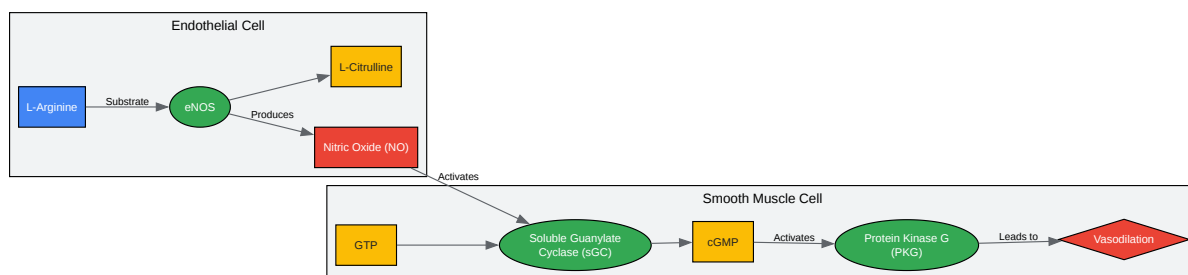 Endothelial Cell
L-Citrulline
L-Arginine
Substrate
eNOS
Produces
Nitric Oxide (NO)
Activates
Smooth Muscle Cell
GTP
Soluble Guanylate
Cyclase (sGC)
cGMP
Activates
Protein Kinase G
(PKG)
Leads to
Vasodilation